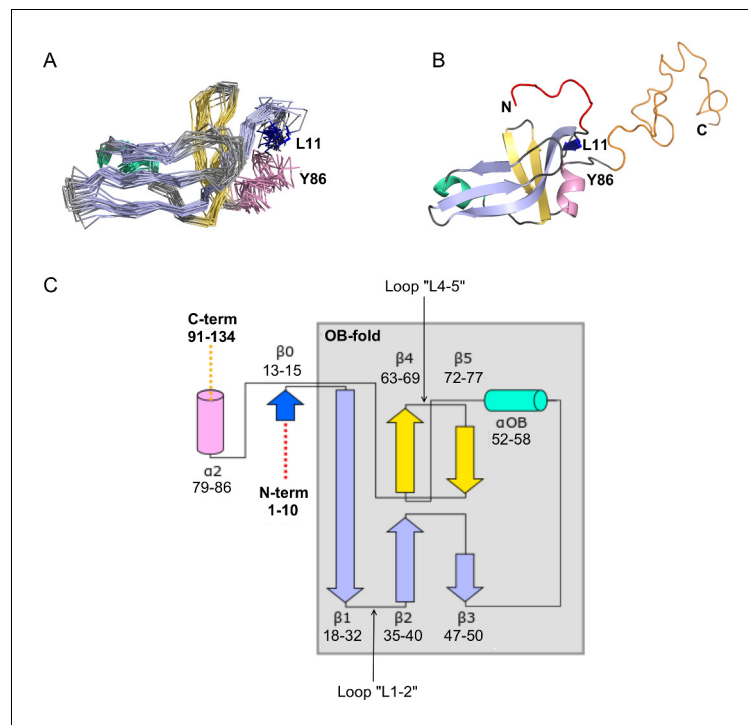 A
L11
Y86
B
N
L11
Y86
C
C
Loop "L4-5"
C-term
91-134
OB-fold
β0
13-15
β4
63-69
β5
72-77
αOB
52-58
α2
79-86
N-term
1-10
β1
18-32
β2
35-40
β3
47-50
Loop "L1-2"